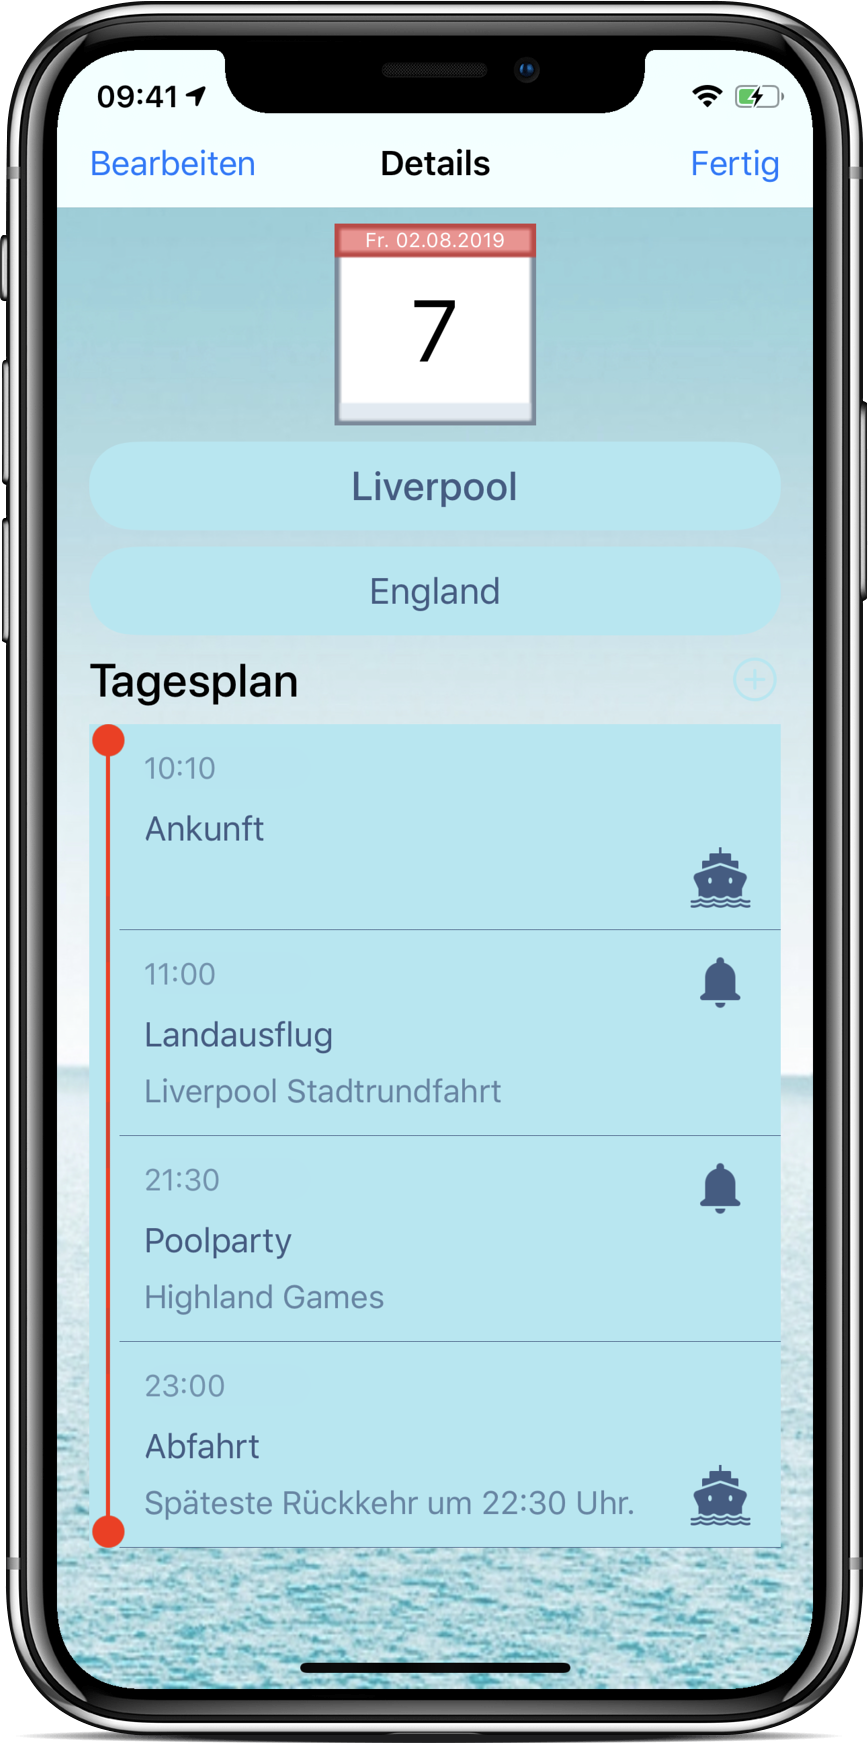 09:41
Bearbeiten Details Fertig
Fr. 02.08.2019
7
Liverpool
England
Tagesplan
10:10
Ankunft
11:00
Landausflug
Liverpool Stadtrundfahrt
21:30
Poolparty
Highland Games
23:00
Abfahrt
Späteste Rückkehr um 22:30 Uhr.